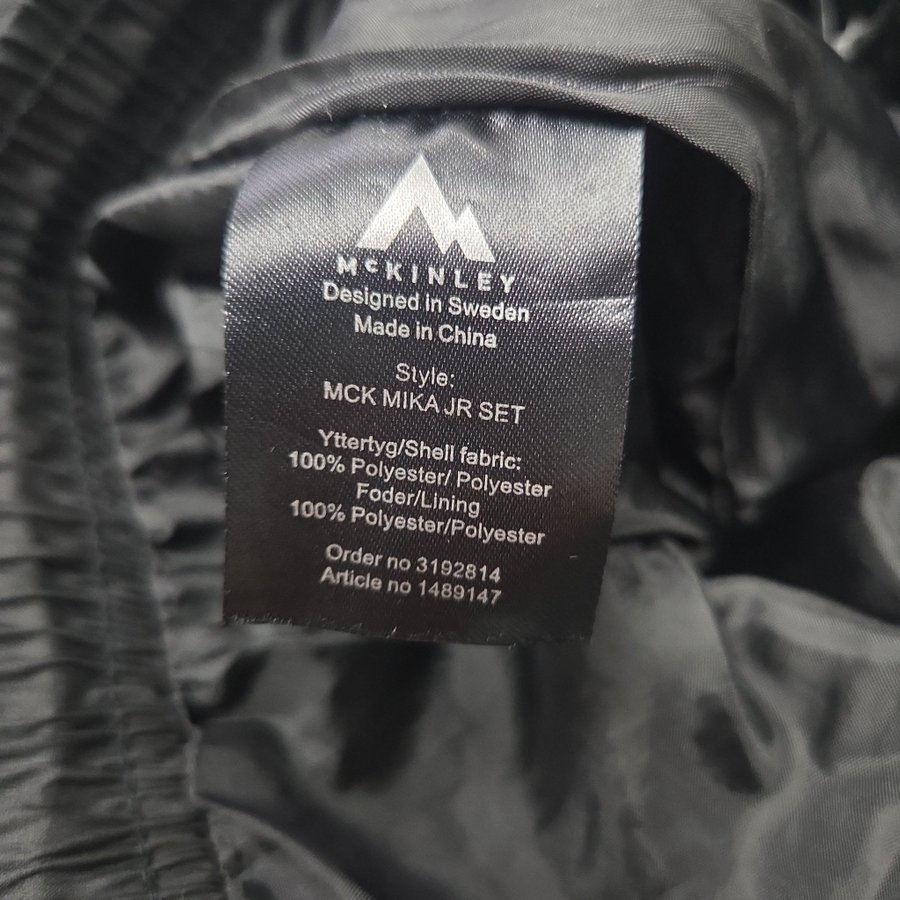 McKINLEY
Designed in Sweden
Made in China
Style:
MCK MIKA JR SET
Yttertyg/Shell fabric:
100% Polyester/ Polyester
Foder/Lining
100% Polyester/Polyester
Order no 3192814
Article no 1489147